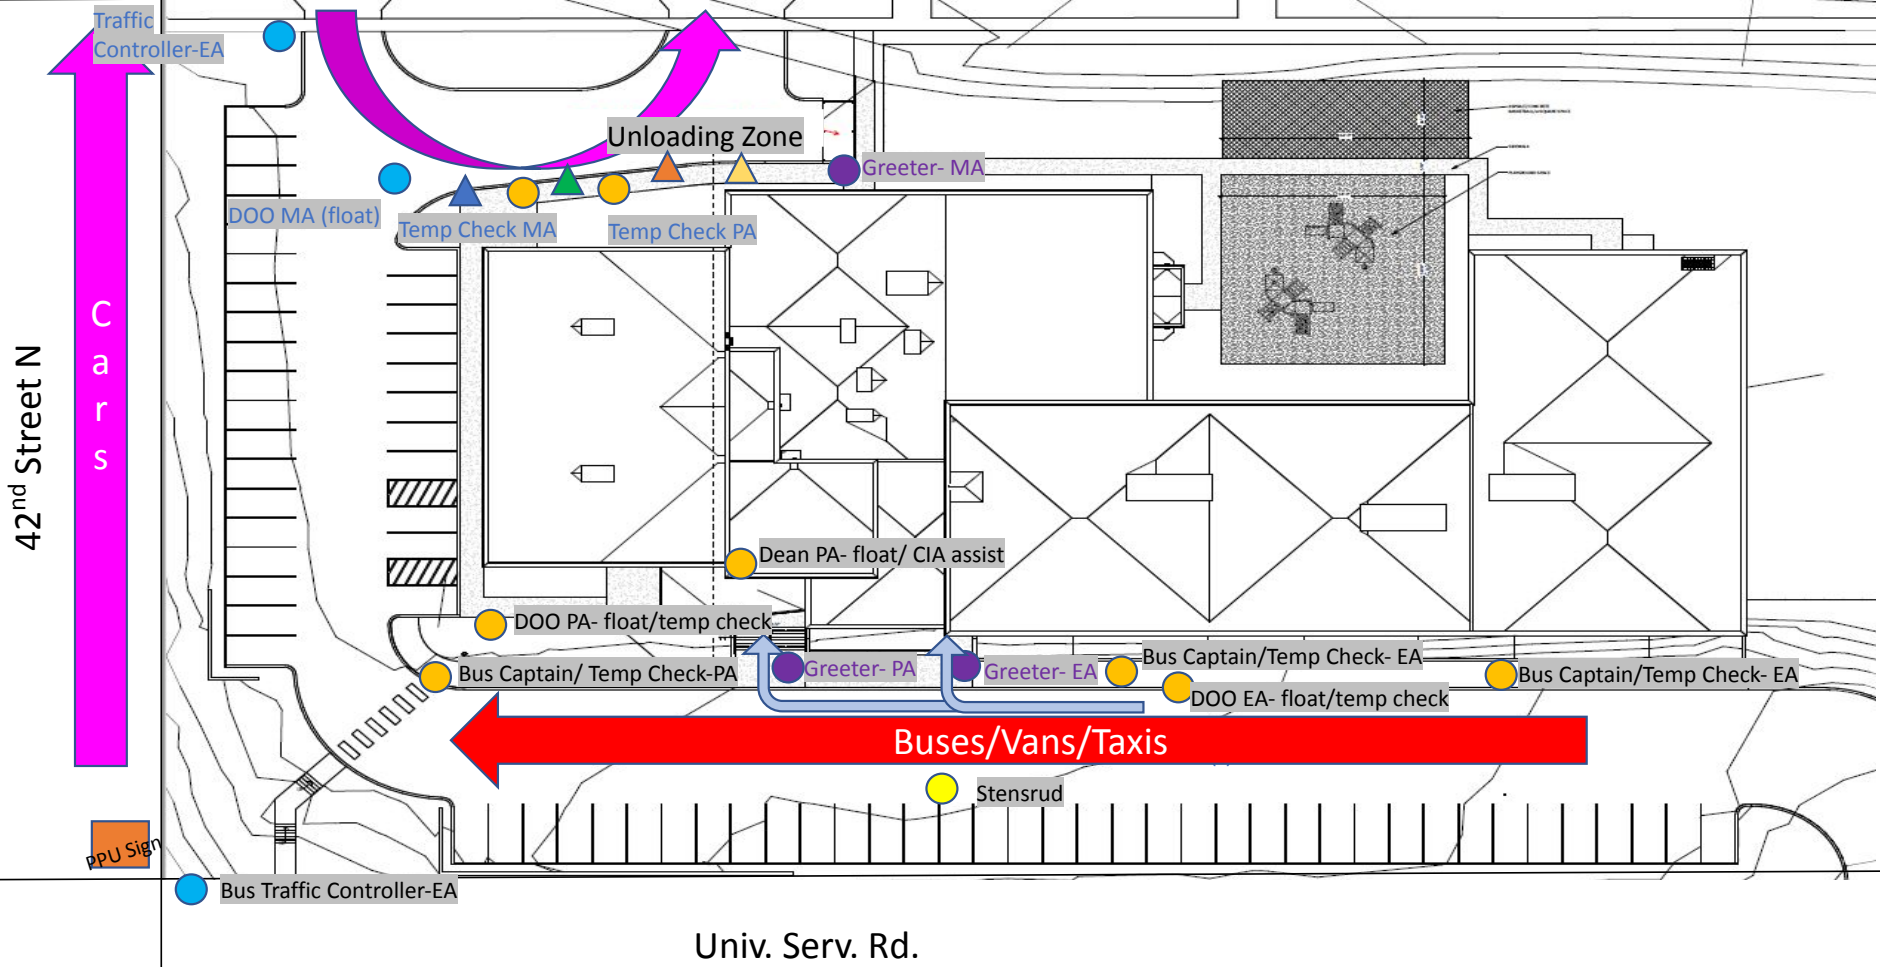 Traffic
Controller-EA
Unloading Zone
Greeter- MA
DOO MA (float)
Temp Check MA
Temp Check PA
Cars
42nd Street N
Dean PA- float/ CIA assist
DOO PA- float/temp check
Bus Captain/ Temp Check-PA
Greeter- PA
Greeter- EA
Bus Captain/Temp Check- EA
DOO EA- float/temp check
Bus Captain/Temp Check- EA
Buses/Vans/Taxis
Stensrud
PPU Sign
Bus Traffic Controller-EA
Univ. Serv. Rd.